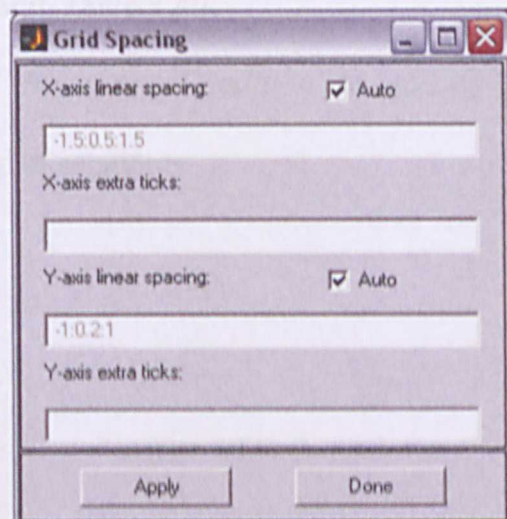 Grid Spacing
X-axis linear spacing: Auto
-1.5:0.5:1.5
X-axis extra ticks:
Y-axis linear spacing: Auto
-1:0.2:1
Y-axis extra ticks:
Apply Done